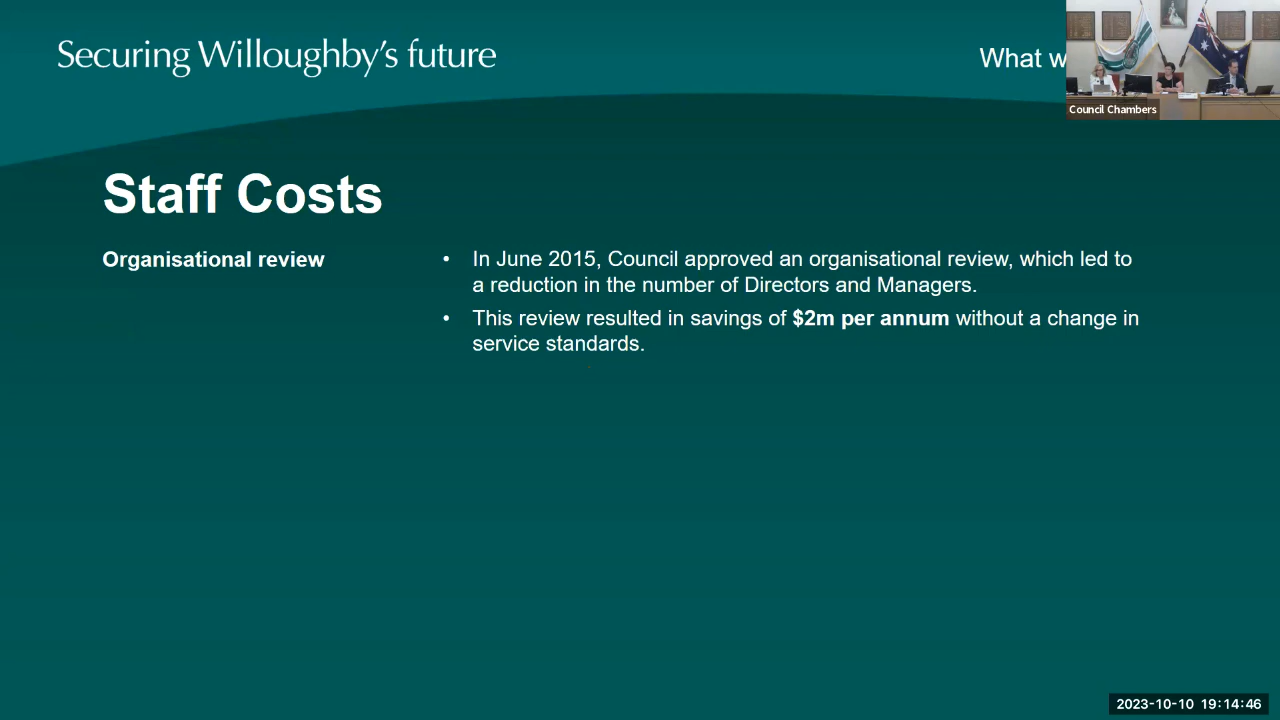 Securing Willoughby's future
What w
Council Chambers
Staff Costs
Organisational review
• In June 2015, Council approved an organisational review, which led to
a reduction in the number of Directors and Managers.
• This review resulted in savings of $2m per annum without a change in
service standards.
2023-10-10 19:14:46